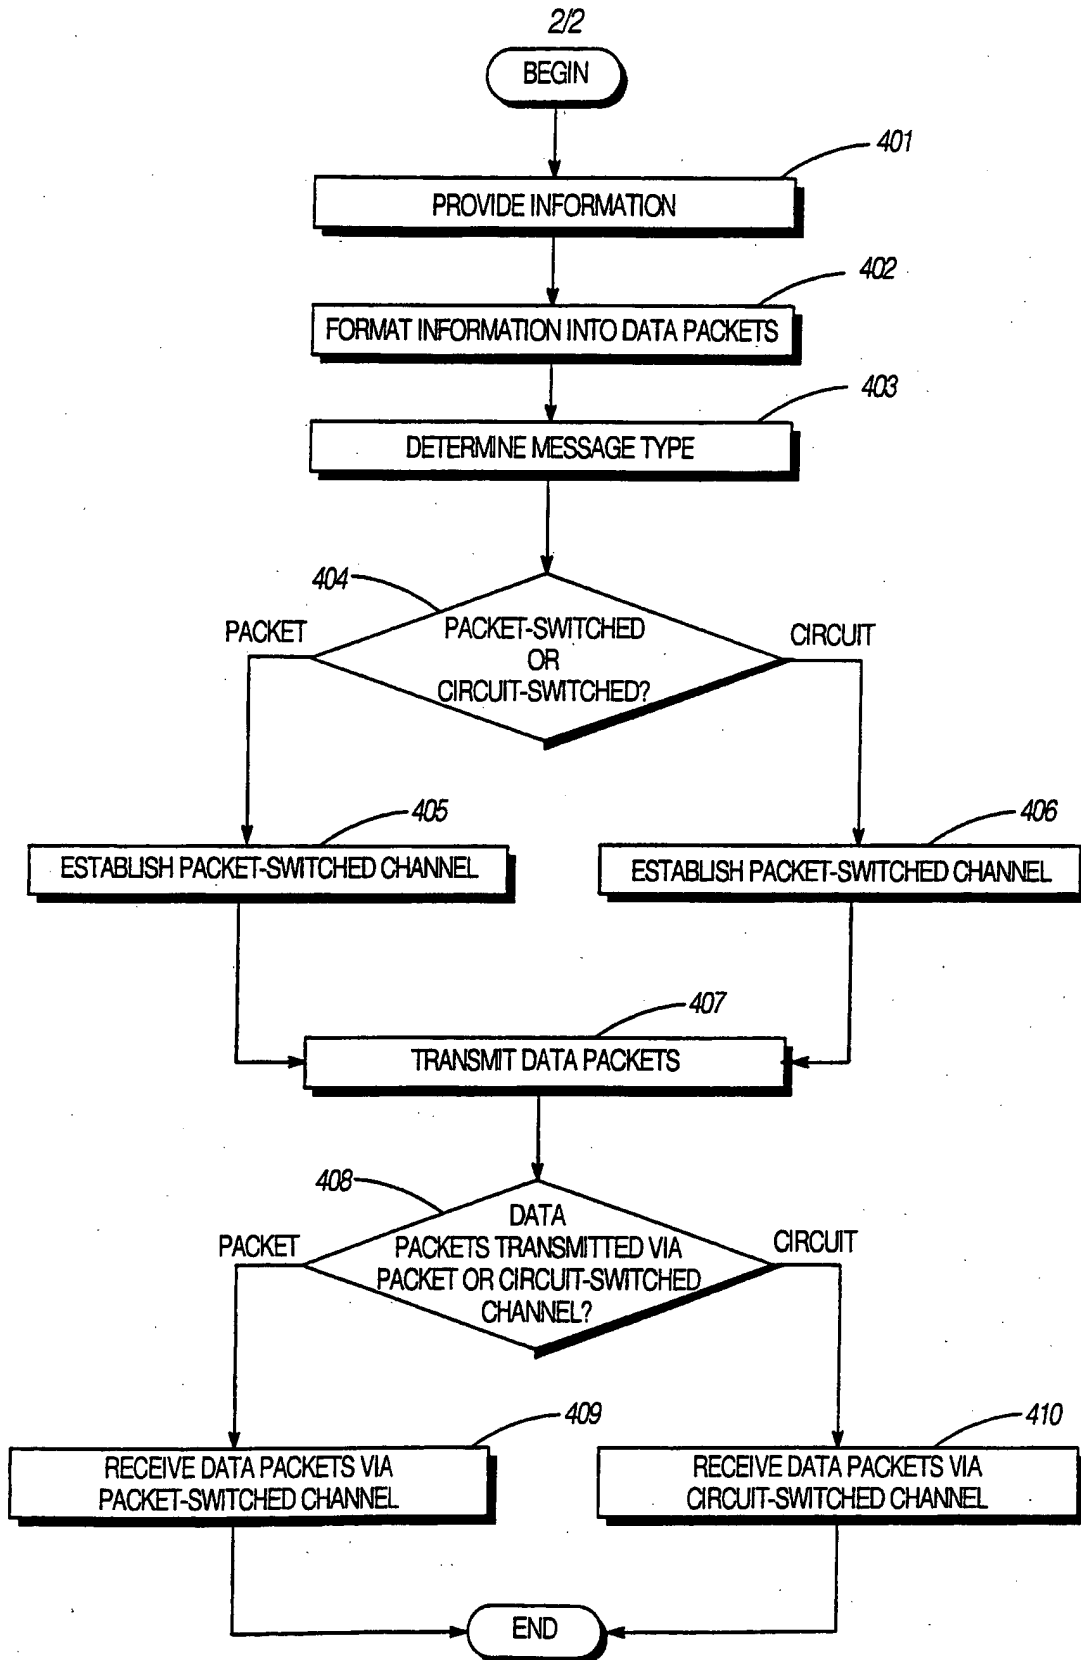 2/2
BEGIN
401
PROVIDE INFORMATION
402
FORMAT INFORMATION INTO DATA PACKETS
403
DETERMINE MESSAGE TYPE
404
PACKET
PACKET-SWITCHED
OR
CIRCUIT-SWITCHED?
CIRCUIT
405
ESTABLISH PACKET-SWITCHED CHANNEL
406
ESTABLISH PACKET-SWITCHED CHANNEL
407
TRANSMIT DATA PACKETS
408
PACKET
DATA
PACKETS TRANSMITTED VIA
PACKET OR CIRCUIT-SWITCHED
CHANNEL?
CIRCUIT
409
RECEIVE DATA PACKETS VIA
PACKET-SWITCHED CHANNEL
410
RECEIVE DATA PACKETS VIA
CIRCUIT-SWITCHED CHANNEL
END